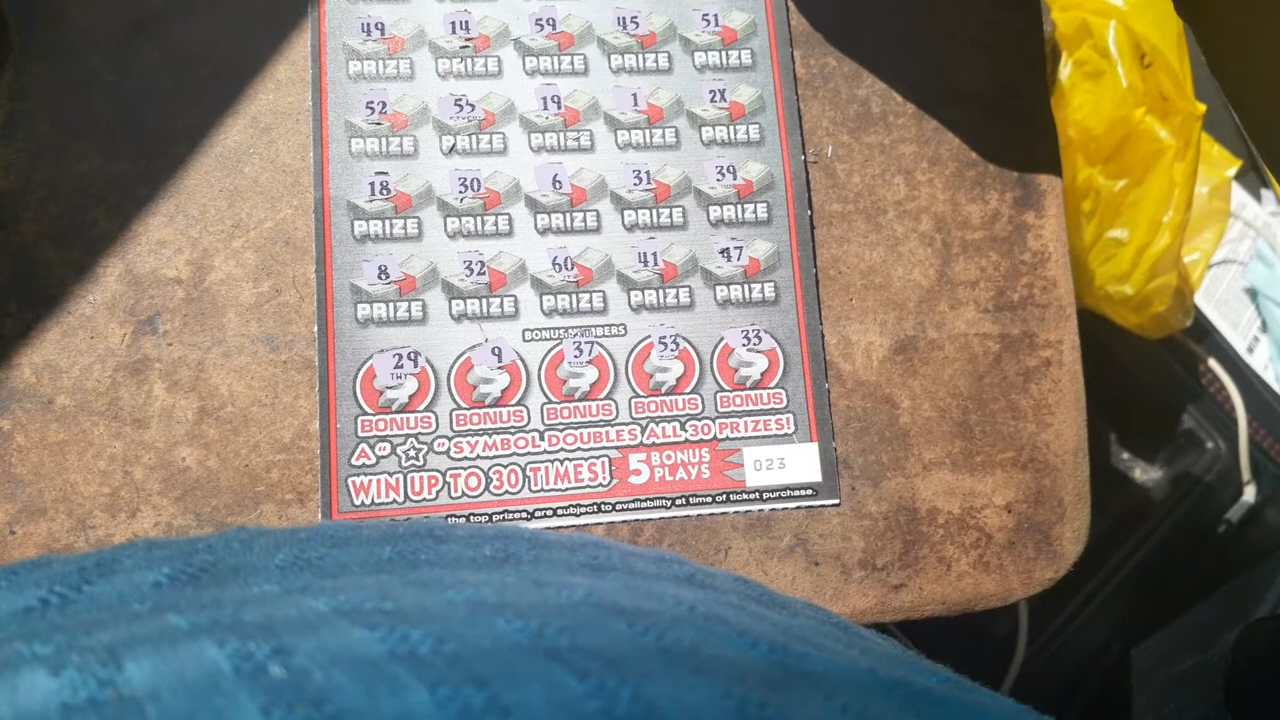 49 14 59 45 51
PRIZE PRIZE PRIZE PRIZE PRIZE
52 55 19 1 2X
PRIZE PRIZE PRIZE PRIZE PRIZE
18 30 6 31 39
PRIZE PRIZE PRIZE PRIZE PRIZE
8 32 60 41 47
PRIZE PRIZE PRIZE PRIZE PRIZE
BONUS NUMBERS
29 9 37 53 33
BONUS BONUS BONUS BONUS BONUS
A "☆" SYMBOL DOUBLES ALL 30 PRIZES!
WIN UP TO 30 TIMES! 5 BONUS PLAYS 023
the top prizes, are subject to availability at time of ticket purchase.